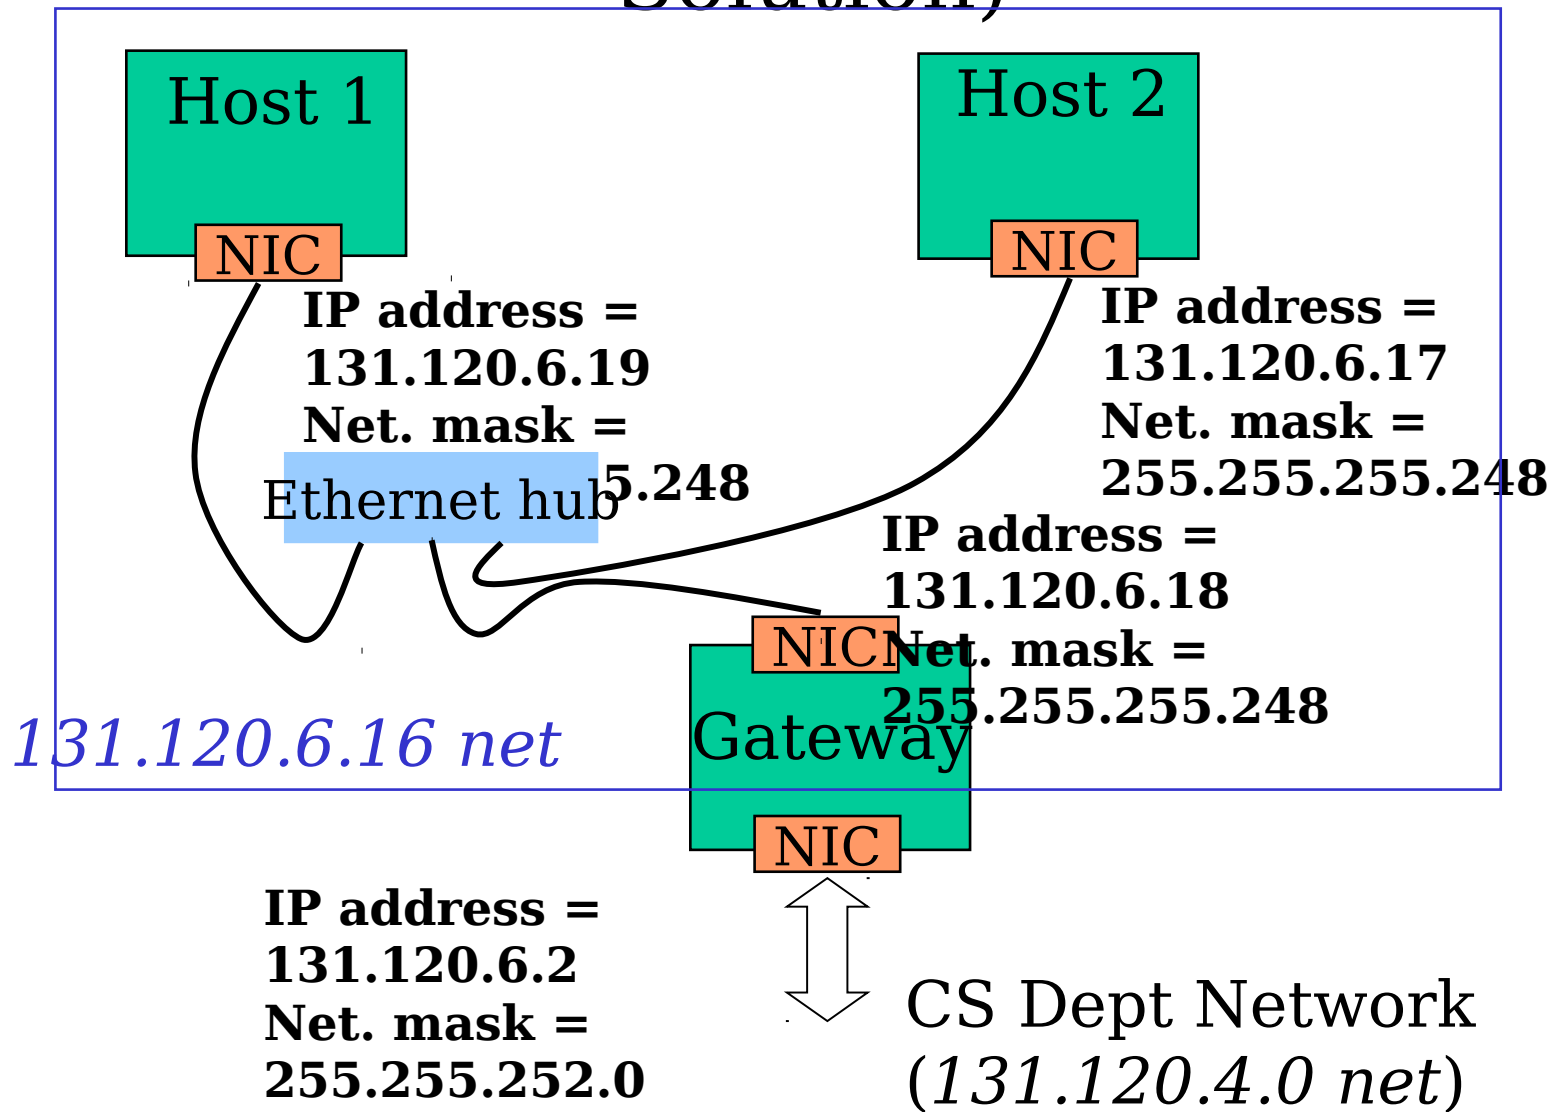 Solution)
Host 1
Host 2
NIC
NIC
IP address =
131.120.6.19
Net. mask =
5.248
IP address =
131.120.6.17
Net. mask =
255.255.255.248
Ethernet hub
IP address =
131.120.6.18
Net. mask =
255.255.255.248
NIC
Gateway
131.120.6.16 net
NIC
IP address =
131.120.6.2
Net. mask =
255.255.252.0
CS Dept Network
(131.120.4.0 net)